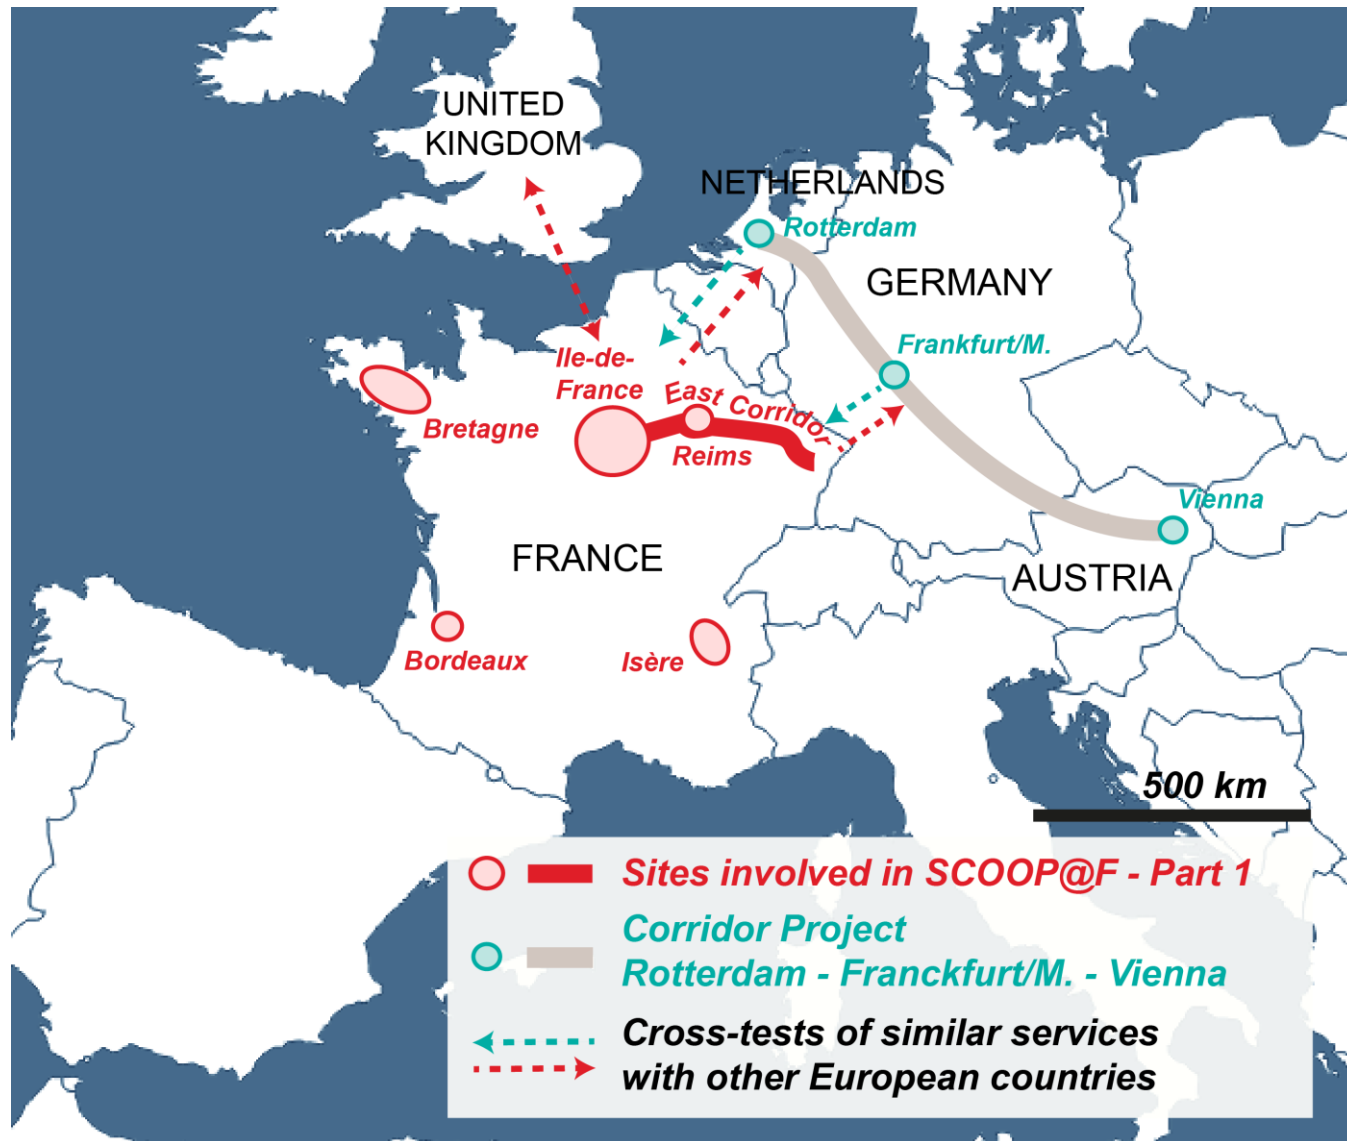 UNITED
KINGDOM
NETHERLANDS
Rotterdam
GERMANY
Frankfurt/M.
Ile-de-
France
East Corridor
Bretagne
Reims
Vienna
FRANCE
AUSTRIA
Bordeaux
Isère
500 km
Sites involved in SCOOP@F - Part 1
Corridor Project
Rotterdam - Franckfurt/M. - Vienna
Cross-tests of similar services
with other European countries